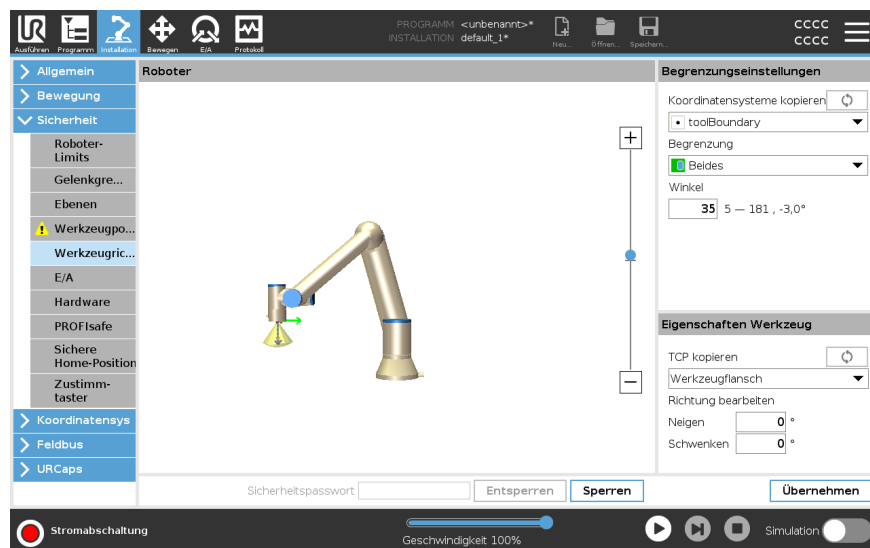 PROGRAMM <unbenannt>*
INSTALLATION default_1*
CCCC
CCCC
Ausführen Programm Installation Bewegen E/A Protokoll
Neu... Öffnen... Speichern...
Allgemein
Bewegung
Sicherheit
Roboter-
Limits
Gelenkgre...
Ebenen
Werkzeugpo...
Werkzeugric...
E/A
Hardware
PROFIsafe
Sichere
Home-Position
Zustimm-
taster
Koordinatensys
Feldbus
URCaps
Roboter
Sicherheitspasswort Entsperren Sperren
Begrenzungseinstellungen
Koordinatensysteme kopieren
toolBoundary
Begrenzung
Beides
Winkel
35 5 — 181 , -3,0°
Eigenschaften Werkzeug
TCP kopieren
Werkzeugflansch
Richtung bearbeiten
Neigen 0 °
Schwenken 0 °
Übernehmen
Stromabschaltung
Geschwindigkeit 100%
Simulation